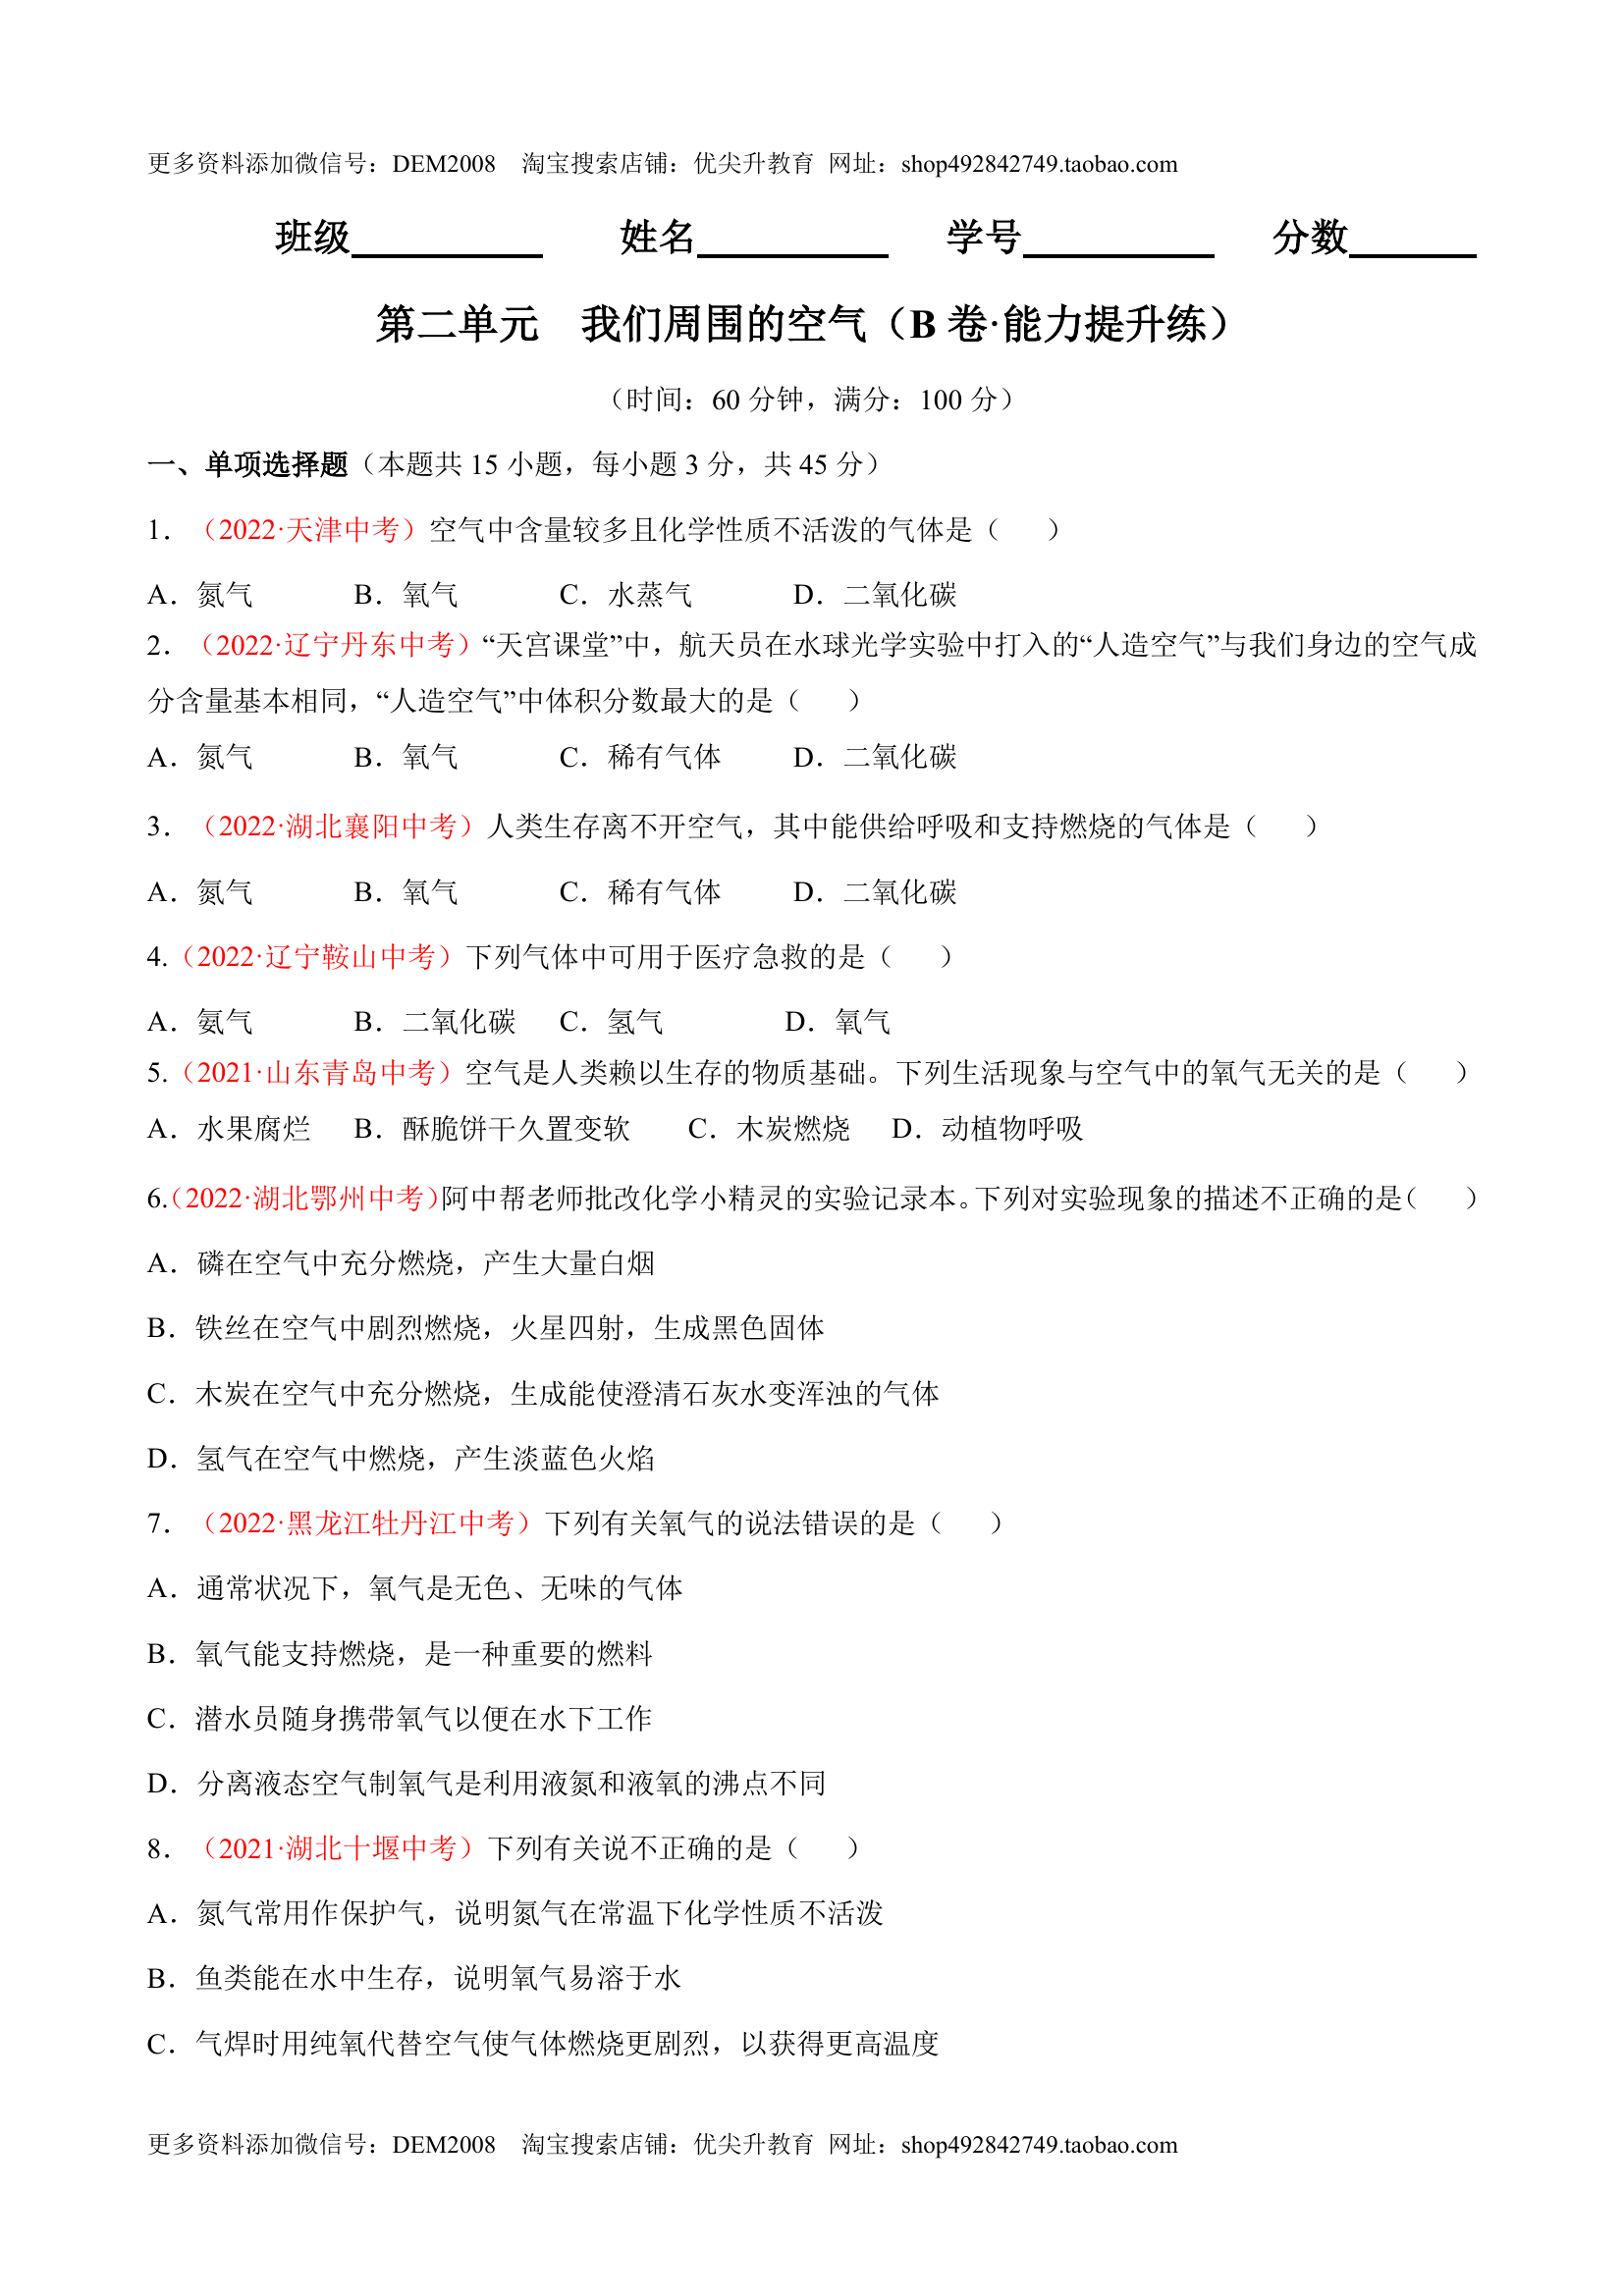 更多资料添加微信号：DEM2008 淘宝搜索店铺：优尖升教育 网址：shop492842749.taobao.com
班级__________ 姓名__________ 学号__________ 分数______
第二单元 我们周围的空气（B 卷·能力提升练）
（时间：60 分钟，满分：100 分）
一、单项选择题（本题共 15 小题，每小题 3 分，共 45 分）
1．（2022·天津中考）空气中含量较多且化学性质不活泼的气体是（ ）
A．氮气 B．氧气 C．水蒸气 D．二氧化碳
2．（2022·辽宁丹东中考）“天宫课堂”中，航天员在水球光学实验中打入的“人造空气”与我们身边的空气成
分含量基本相同，“人造空气”中体积分数最大的是（ ）
A．氮气 B．氧气 C．稀有气体 D．二氧化碳
3．（2022·湖北襄阳中考）人类生存离不开空气，其中能供给呼吸和支持燃烧的气体是（ ）
A．氮气 B．氧气 C．稀有气体 D．二氧化碳
4.（2022·辽宁鞍山中考）下列气体中可用于医疗急救的是（ ）
A．氨气 B．二氧化碳 C．氢气 D．氧气
5.（2021·山东青岛中考）空气是人类赖以生存的物质基础。下列生活现象与空气中的氧气无关的是（ ）
A．水果腐烂 B．酥脆饼干久置变软 C．木炭燃烧 D．动植物呼吸
6.（2022·湖北鄂州中考）阿中帮老师批改化学小精灵的实验记录本。下列对实验现象的描述不正确的是（ ）
A．磷在空气中充分燃烧，产生大量白烟
B．铁丝在空气中剧烈燃烧，火星四射，生成黑色固体
C．木炭在空气中充分燃烧，生成能使澄清石灰水变浑浊的气体
D．氢气在空气中燃烧，产生淡蓝色火焰
7．（2022·黑龙江牡丹江中考）下列有关氧气的说法错误的是（ ）
A．通常状况下，氧气是无色、无味的气体
B．氧气能支持燃烧，是一种重要的燃料
C．潜水员随身携带氧气以便在水下工作
D．分离液态空气制氧气是利用液氮和液氧的沸点不同
8．（2021·湖北十堰中考）下列有关说不正确的是（ ）
A．氮气常用作保护气，说明氮气在常温下化学性质不活泼
B．鱼类能在水中生存，说明氧气易溶于水
C．气焊时用纯氧代替空气使气体燃烧更剧烈，以获得更高温度
更多资料添加微信号：DEM2008 淘宝搜索店铺：优尖升教育 网址：shop492842749.taobao.com